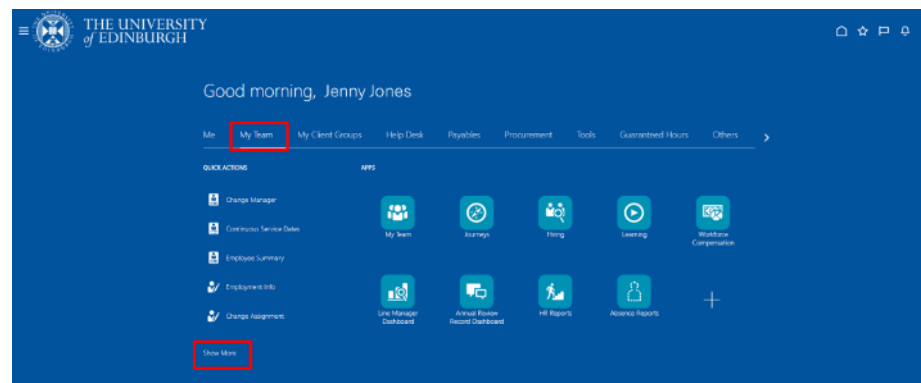 THE UNIVERSITY
of EDINBURGH
Good morning, Jenny Jones
Me My Team My Client Groups Help Desk Payables Procurement Tools Guaranteed Hours Others
QUICK ACTIONS
APPS
Change Manager
Continuous Service Dates
Employee Summary
Employment Info
Change Assignment
Show More
My Team
Journeys
Hiring
Learning
Workforce
Compensation
Line Manager
Dashboard
Annual Review
Record Dashboard
HR Reports
Absence Reports